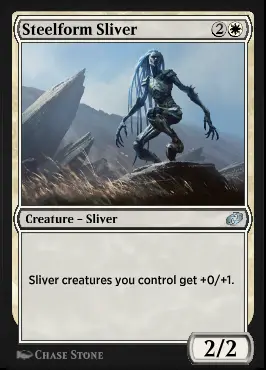 Steelform Sliver 2
Creature – Sliver
Sliver creatures you control get +0/+1.
2/2
Chase Stone